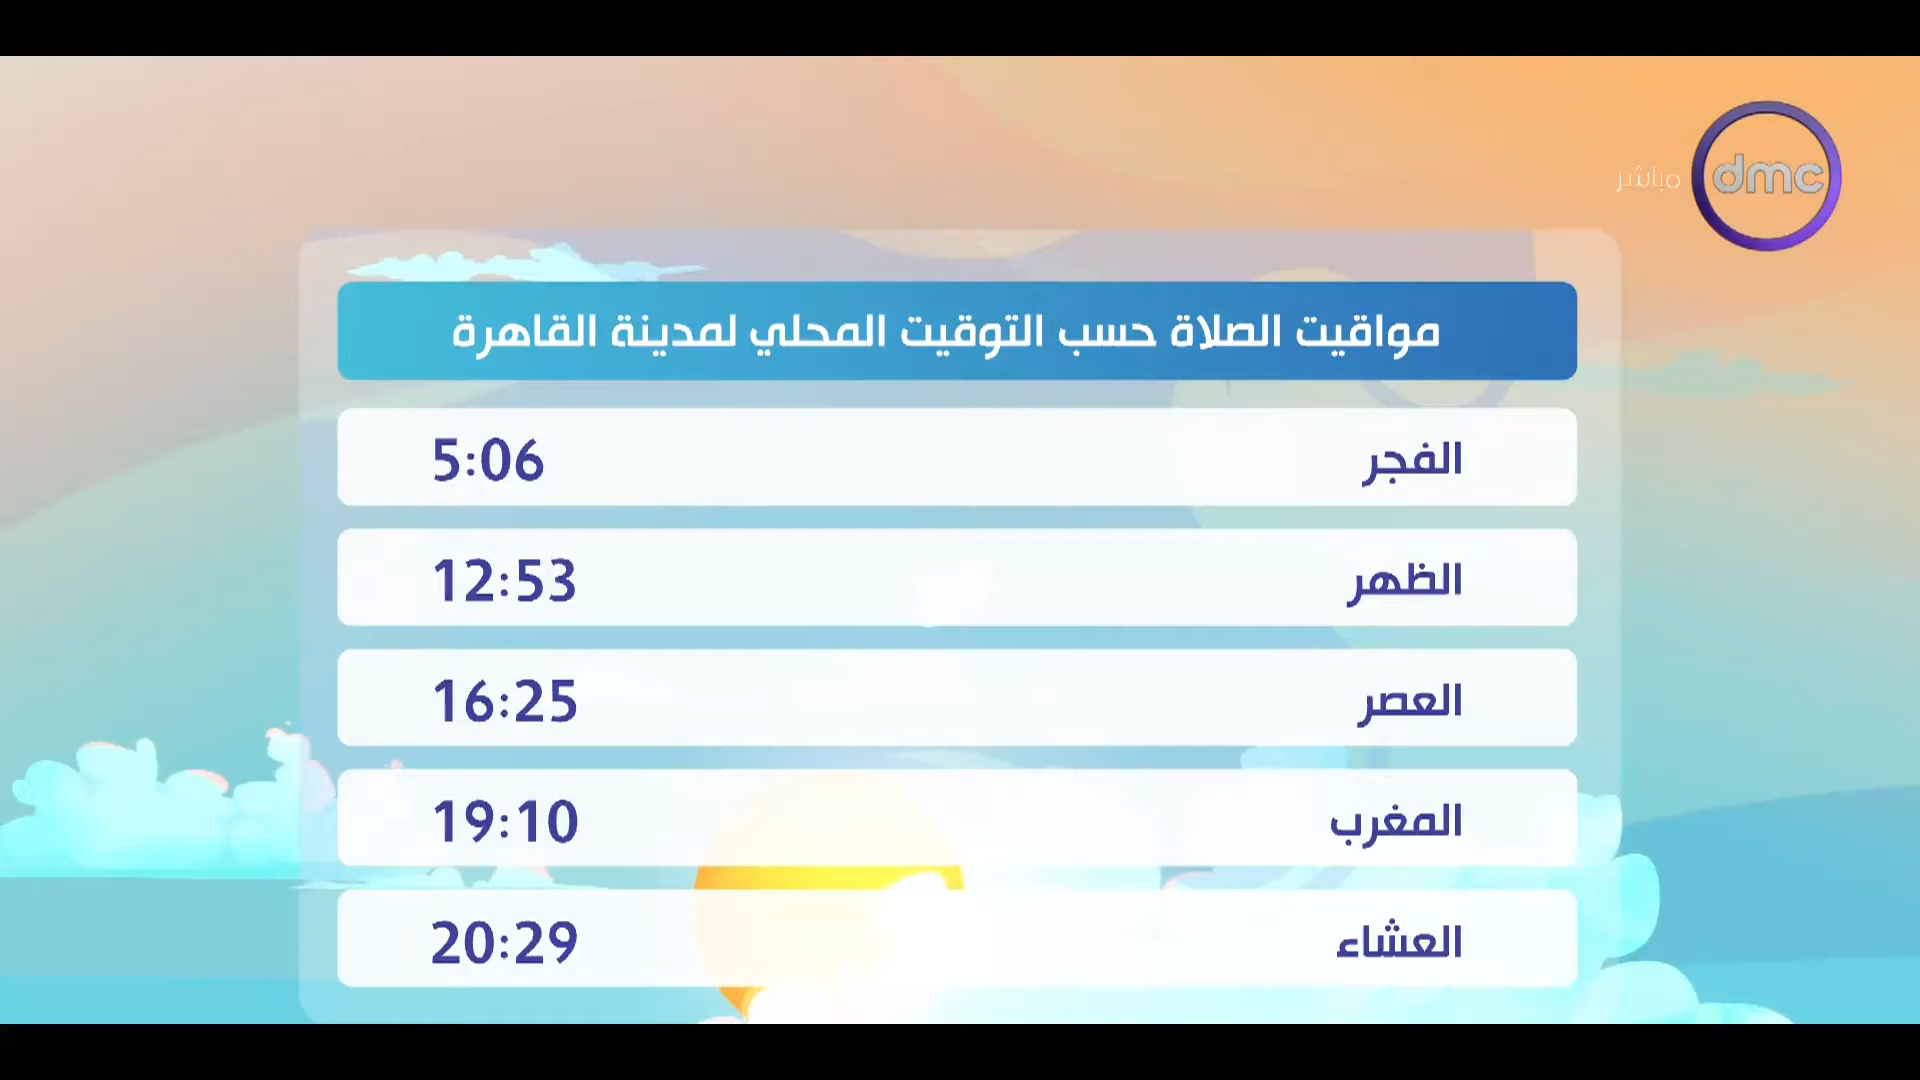 dmc مباشر
مواقيت الصلاة حسب التوقيت المحلي لمدينة القاهرة
الفجر 5:06
الظهر 12:53
العصر 16:25
المغرب 19:10
العشاء 20:29